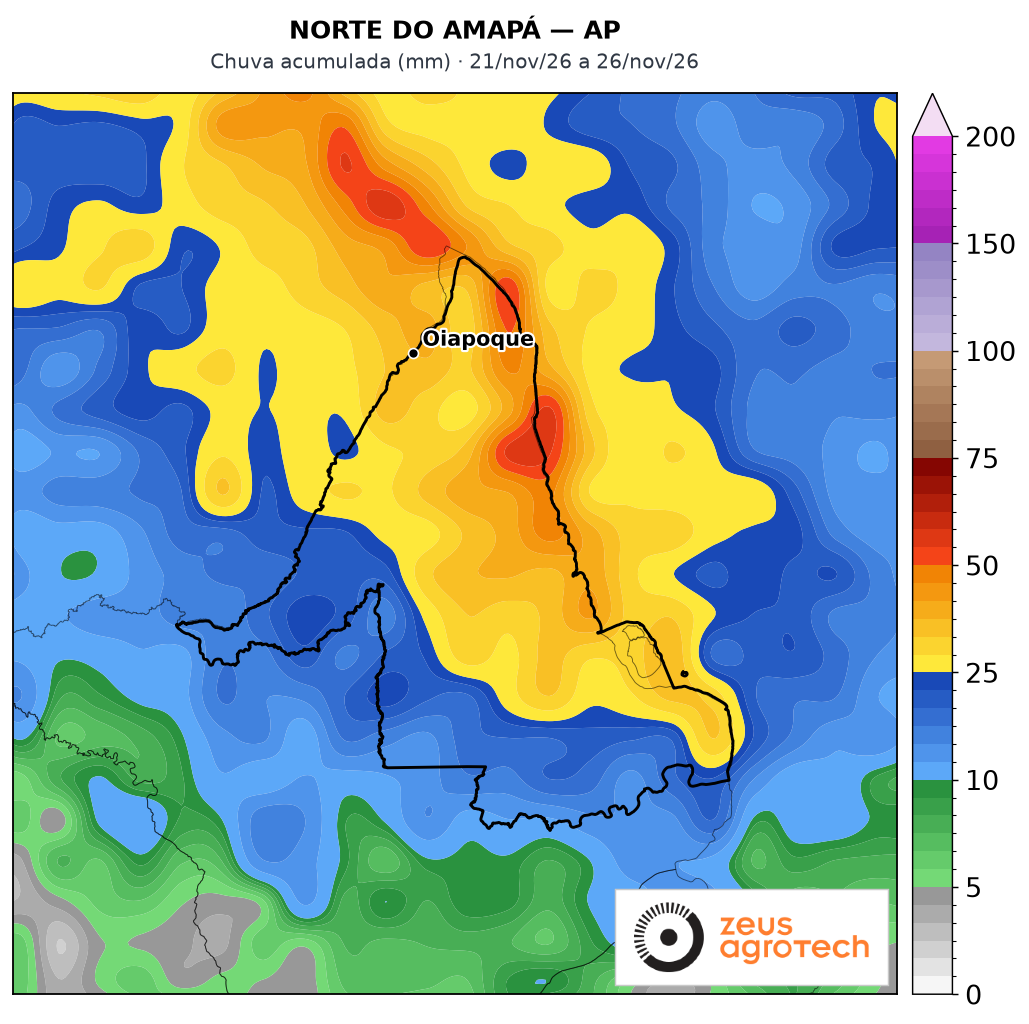 NORTE DO AMAPÁ — AP
Chuva acumulada (mm) · 21/nov/26 a 26/nov/26
Oiapoque
200
150
100
75
50
25
10
5
0
zeus
agrotech